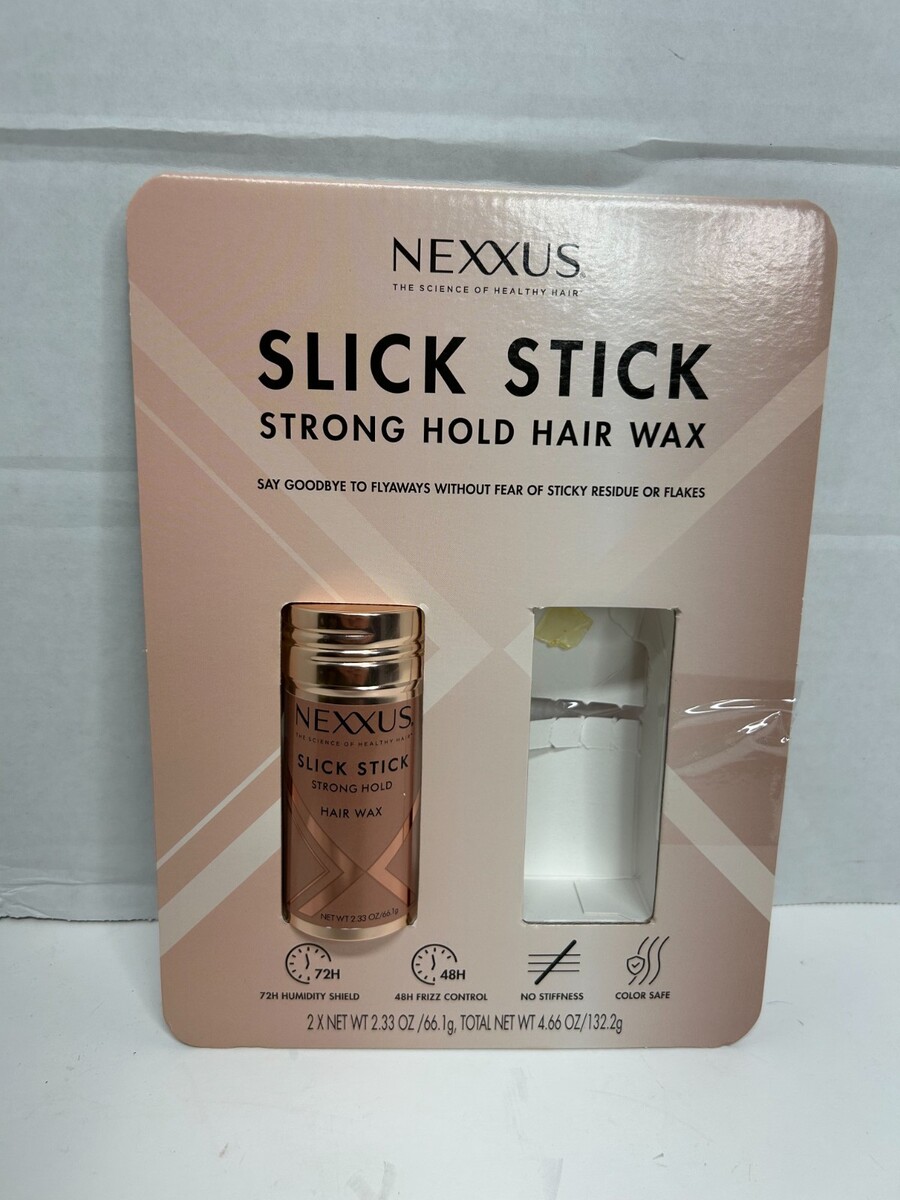 NEXXUS
THE SCIENCE OF HEALTHY HAIR
SLICK STICK
STRONG HOLD HAIR WAX
SAY GOODBYE TO FLYAWAYS WITHOUT FEAR OF STICKY RESIDUE OR FLAKES
NEXXUS
THE SCIENCE OF HEALTHY HAIR
SLICK STICK
STRONG HOLD
HAIR WAX
NET WT 2.33 OZ/66.1g
72H
48H
72H HUMIDITY SHIELD
48H FRIZZ CONTROL
NO STIFFNESS
COLOR SAFE
2 X NET WT 2.33 OZ /66.1g, TOTAL NET WT 4.66 OZ/132.2g